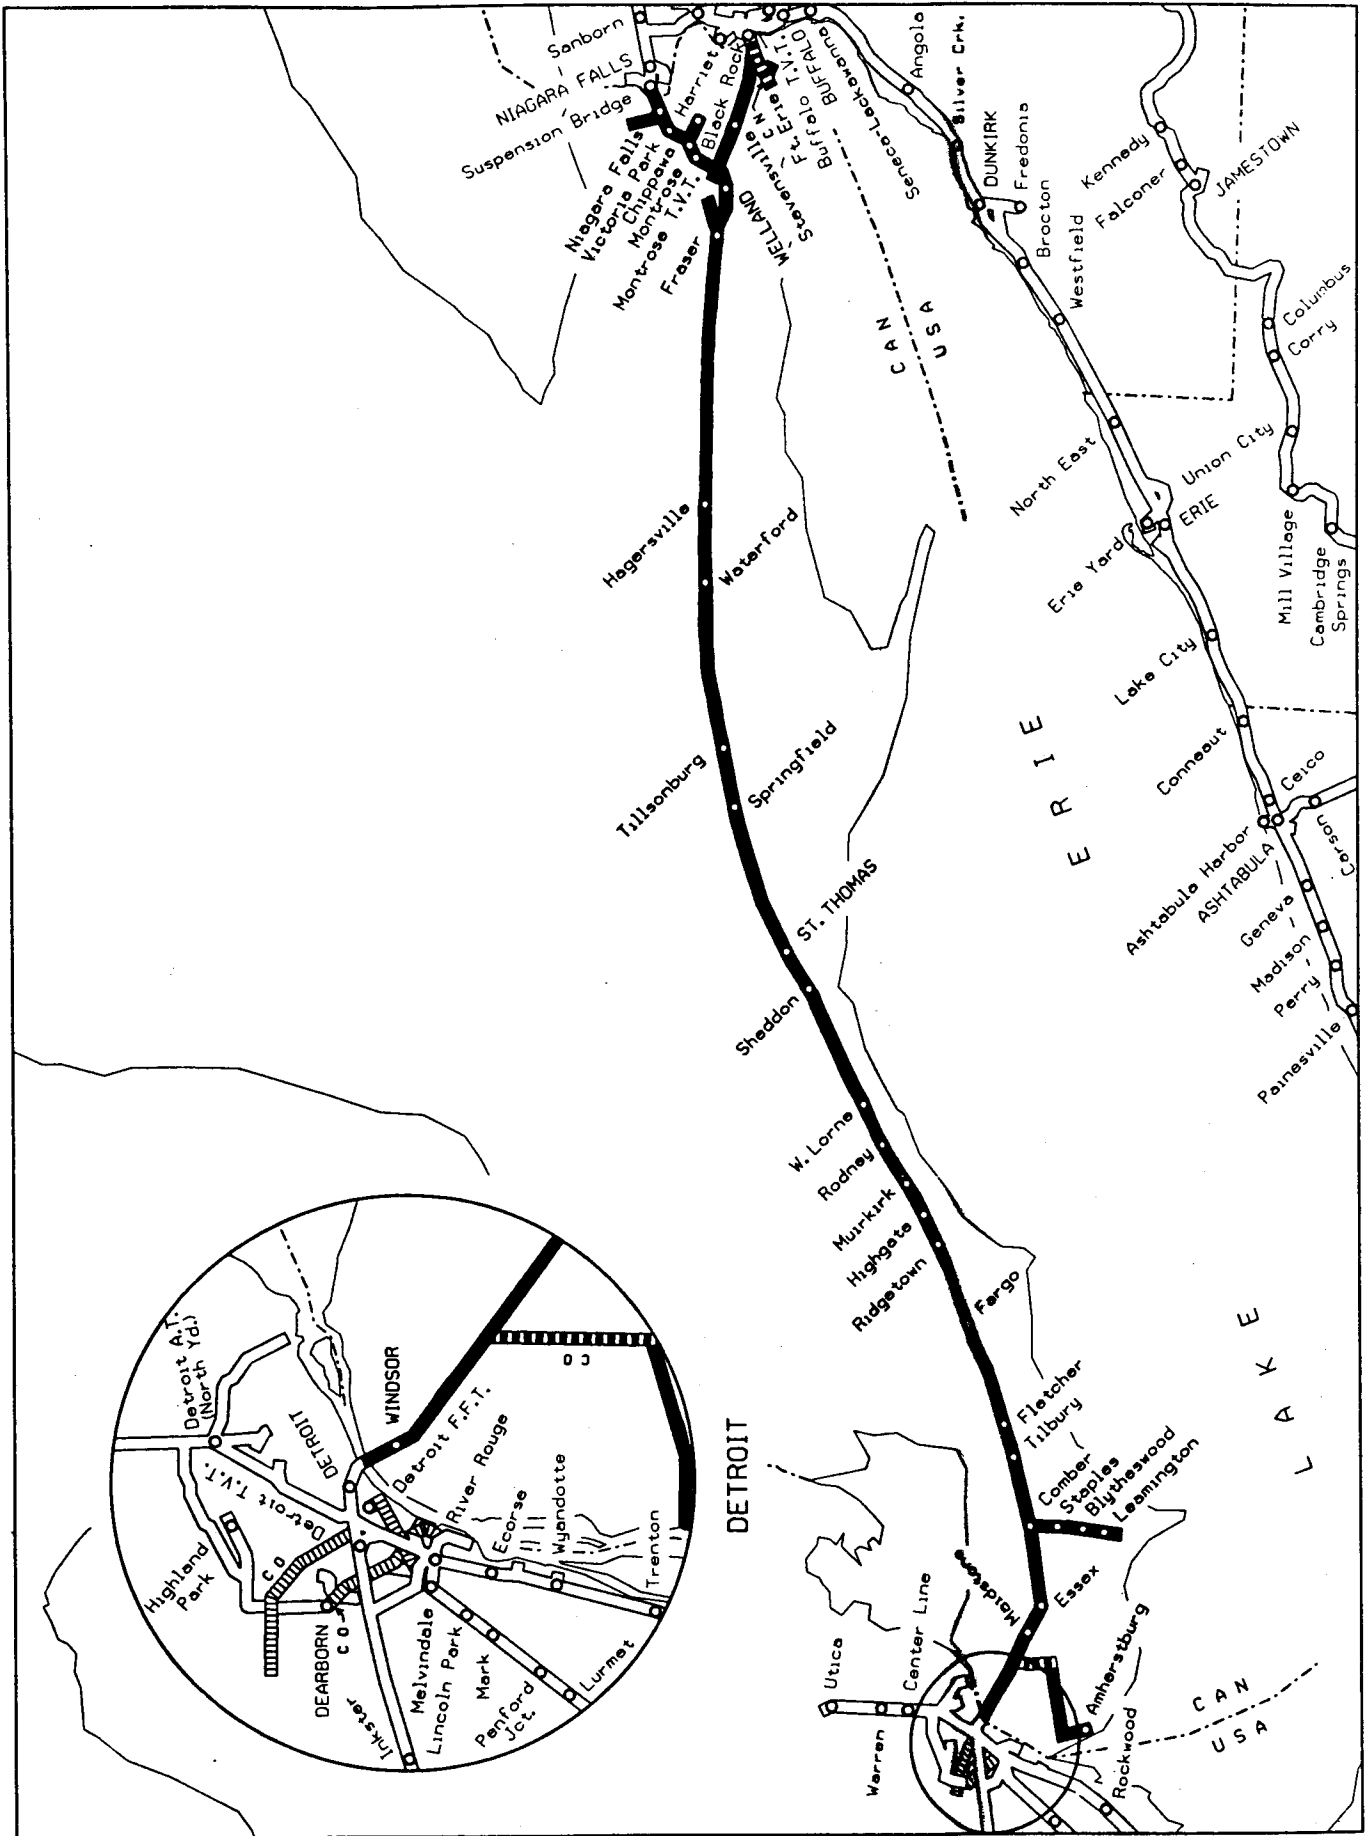 Sanborn
NIAGARA FALLS
Suspension Bridge
Harriet
Black Rock
Niagara Falls
Victoria Park
Chippawa
Montrose
Montrose T.V.T.
Fraser
WELLAND
Stevensville
C N
Ft. Erie
Buffalo T.V.T.
BUFFALO
Seneca-Lackawanna
Angola
Silver Crk.
DUNKIRK
Fredonia
Brocton
Westfield
Kennedy
Falconer
JAMESTOWN
Columbus
Corry
CAN
USA
North East
Union City
Erie Yard
ERIE
Mill Village
Cambridge
Springs
Hagersville
Waterford
Lake City
Tillsonburg
Springfield
Conneaut
Celco
Carson
Ashtabula Harbor
ASHTABULA
Geneva
Madison
Perry
Painesville
ST. THOMAS
Shedden
W. Lorne
Rodney
Muirkirk
Highgate
Ridgetown
Fargo
LAKE ERIE
Fletcher
Tilbury
Comber
Staples
Blytheswood
Leamington
Maidstone
Essex
Amherstburg
Rockwood
CAN
USA
Utica
Center Line
Warren
DETROIT
Detroit A.T.
(North Yd.)
DETROIT
WINDSOR
Detroit T.V.T.
Detroit
Detroit F.F.T.
River Rouge
Ecorse
Wyandotte
Trenton
C O
Highland
Park
C O
DEARBORN
C O
Inkster
Melvindale
Lincoln Park
Mark
Penford
Jct.
Lurmet